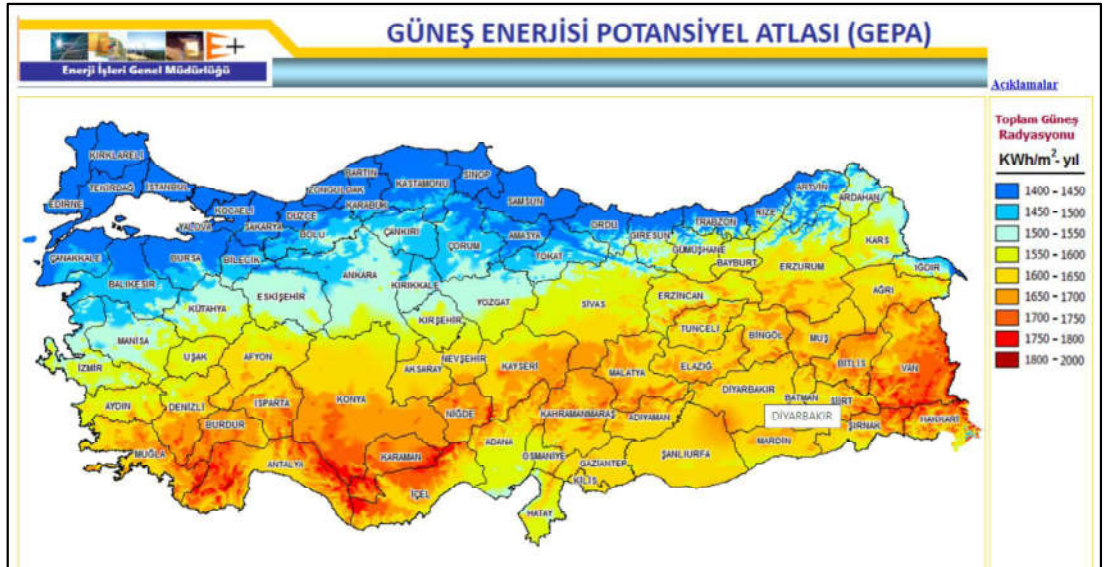 GÜNEŞ ENERJİSİ POTANSİYEL ATLASI (GEPA)
E+
Enerji İşleri Genel Müdürlüğü
Açıklamalar
Toplam Güneş
Radyasyonu
KWh/m²- yıl
1400 - 1450
1450 - 1500
1500 - 1550
1550 - 1600
1600 - 1650
1650 - 1700
1700 - 1750
1750 - 1800
1800 - 2000
KIRKLARELİ
TEKİRDAĞ
İSTANBUL
EDİRNE
KOCAELİ
YALOVA
SAKARYA
DÜZCE
ZONGULDAK
BARTIN
KARABÜK
KASTAMONU
SİNOP
SAMSUN
ORDU
GİRESUN
TRABZON
RİZE
ARTVİN
ARDAHAN
ÇANAKKALE
BURSA
BİLECİK
BOLU
ÇANKIRI
ÇORUM
AMASYA
TOKAT
GÜMÜŞHANE
BAYBURT
ERZURUM
KARS
IĞDIR
BALIKESİR
KÜTAHYA
ESKİŞEHİR
ANKARA
KIRIKKALE
YOZGAT
SİVAS
ERZİNCAN
AĞRI
MANİSA
UŞAK
AFYON
KIRŞEHİR
NEVŞEHİR
AKSARAY
KAYSERİ
MALATYA
TUNCELİ
BİNGÖL
ELAZIĞ
MUŞ
BİTLİS
VAN
İZMİR
AYDIN
DENİZLİ
ISPARTA
BURDUR
KONYA
NİĞDE
KAHRAMANMARAŞ
ADIYAMAN
DİYARBAKIR
BATMAN
SİİRT
DİYARBAKIR
ŞIRNAK
HAKKARİ
MUĞLA
ANTALYA
KARAMAN
İÇEL
ADANA
OSMANİYE
GAZİANTEP
KİLİS
ŞANLIURFA
MARDİN
HATAY